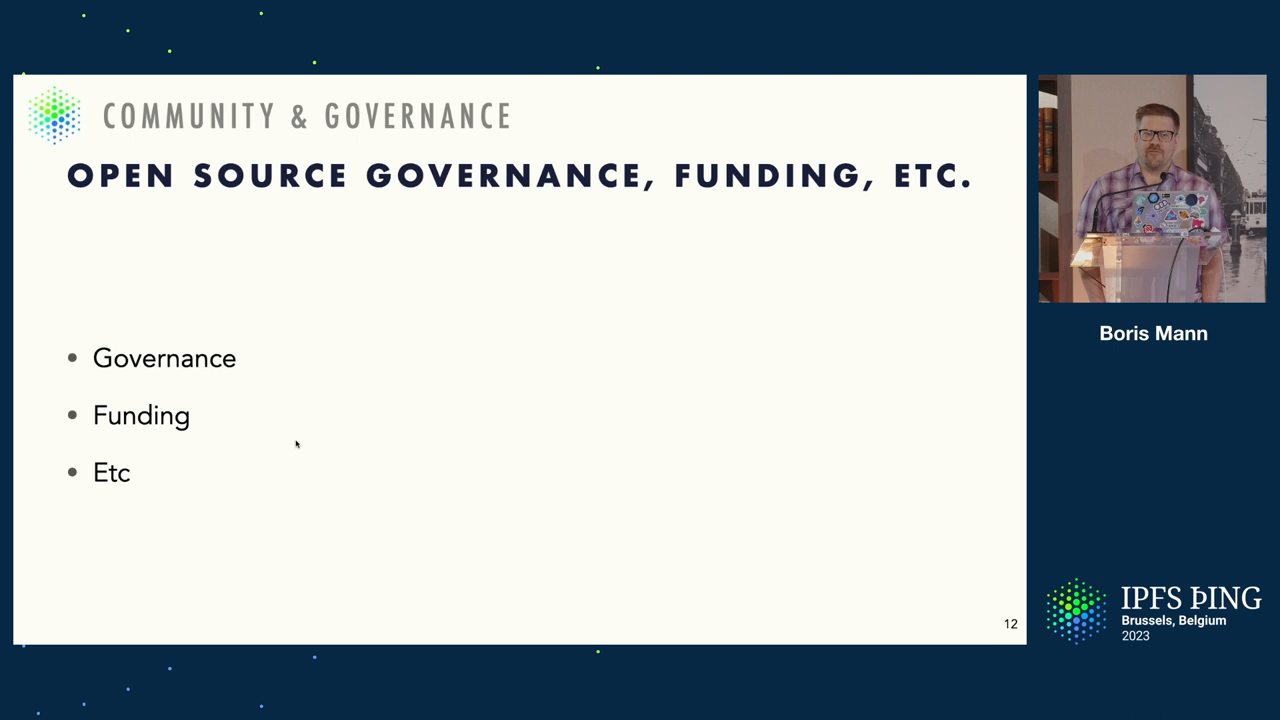 COMMUNITY & GOVERNANCE
OPEN SOURCE GOVERNANCE, FUNDING, ETC.
• Governance
• Funding
• Etc
12
Boris Mann
IPFS ÞING
Brussels, Belgium
2023